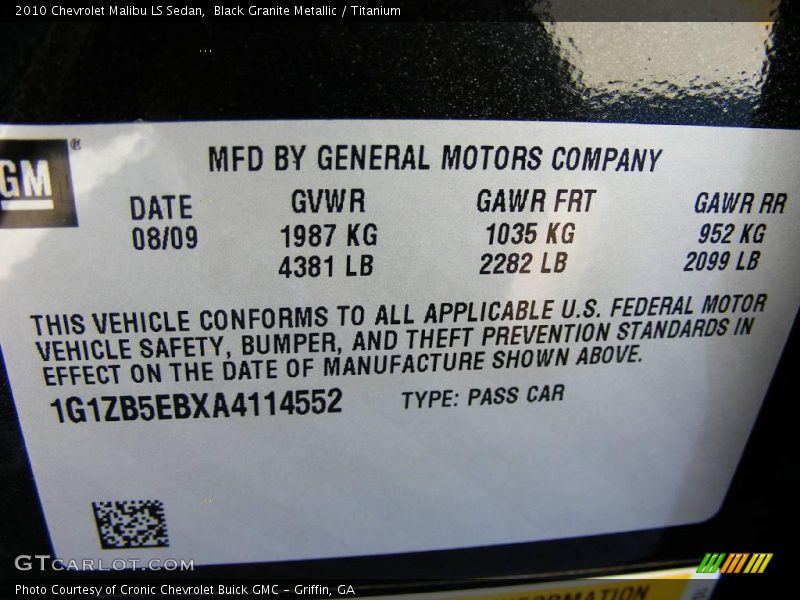 2010 Chevrolet Malibu LS Sedan,  Black Granite Metallic / Titanium
GM®
MFD BY GENERAL MOTORS COMPANY
DATE GVWR GAWR FRT GAWR RR
08/09 1987 KG 1035 KG 952 KG
4381 LB 2282 LB 2099 LB
THIS VEHICLE CONFORMS TO ALL APPLICABLE U.S. FEDERAL MOTOR
VEHICLE SAFETY, BUMPER, AND THEFT PREVENTION STANDARDS IN
EFFECT ON THE DATE OF MANUFACTURE SHOWN ABOVE.
1G1ZB5EBXA4114552 TYPE: PASS CAR
GTCARLOT.COM
INFORMATION
Photo Courtesy of Cronic Chevrolet Buick GMC - Griffin, GA